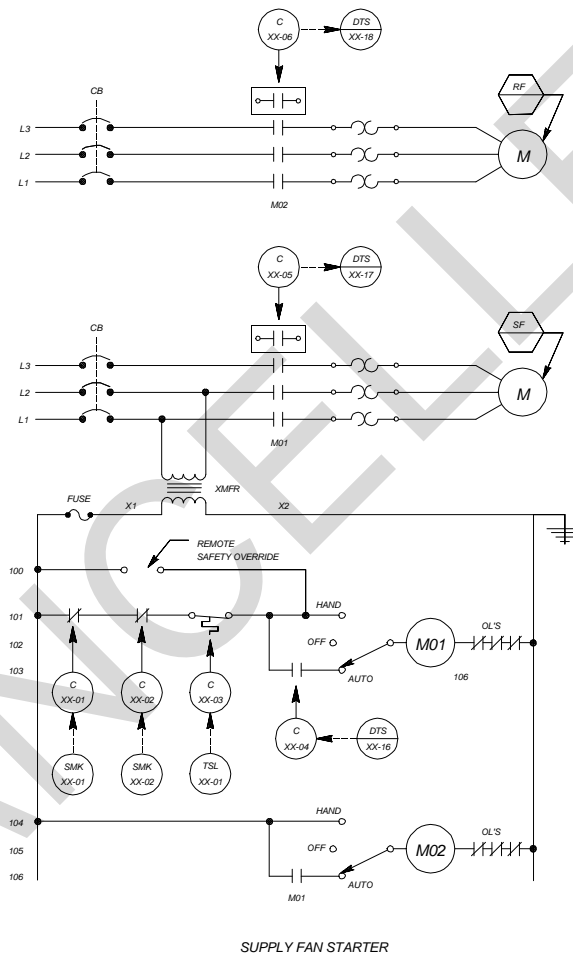 C
XX-06
DTS
XX-18
RF
CB
L3
L2
L1
M
M02
C
XX-05
DTS
XX-17
SF
CB
L3
L2
L1
M
M01
XMFR
FUSE
X1
X2
REMOTE
SAFETY OVERRIDE
100
101
102
103
HAND
OFF
AUTO
M01
OL'S
106
C
XX-01
C
XX-02
C
XX-03
C
XX-04
DTS
XX-16
SMK
XX-01
SMK
XX-02
TSL
XX-01
104
105
106
HAND
OFF
AUTO
M01
M02
OL'S
SUPPLY FAN STARTER